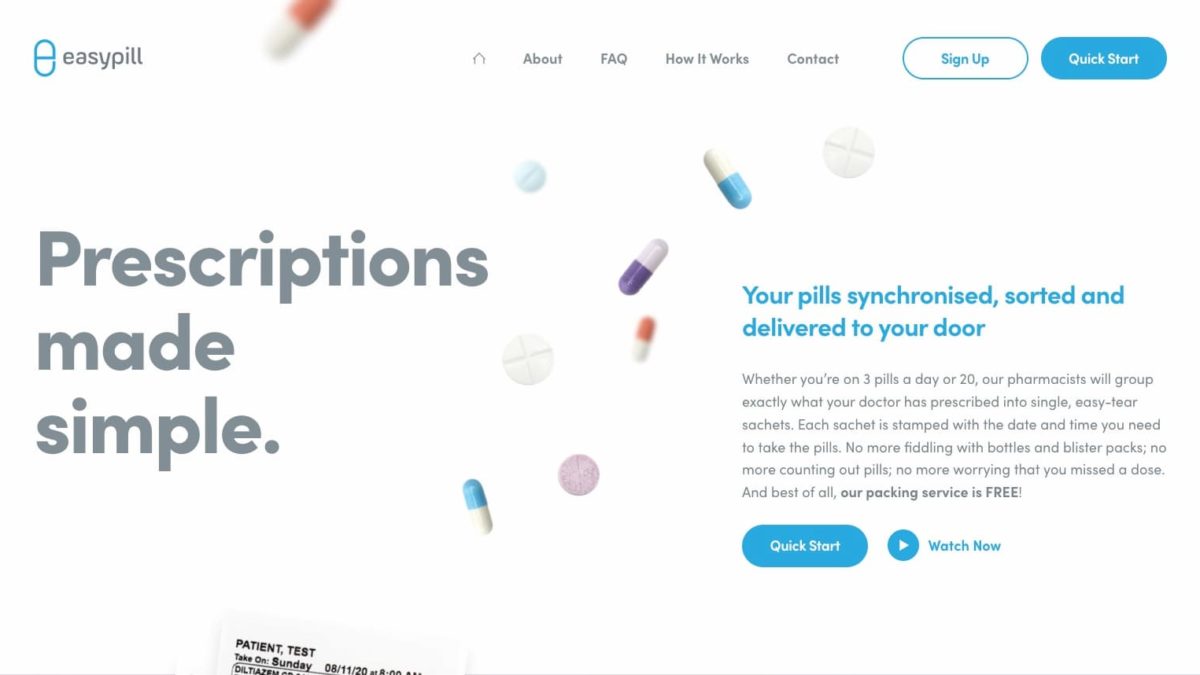 easypill
About
FAQ
How It Works
Contact
Sign Up
Quick Start
Prescriptions
made
simple.
Your pills synchronised, sorted and
delivered to your door
Whether you’re on 3 pills a day or 20, our pharmacists will group
exactly what your doctor has prescribed into single, easy-tear
sachets. Each sachet is stamped with the date and time you need
to take the pills. No more fiddling with bottles and blister packs; no
more counting out pills; no more worrying that you missed a dose.
And best of all, our packing service is FREE!
Quick Start
Watch Now
PATIENT, TEST
Take On: Sunday 08/11/20 at 8:00 AM
DILTIAZEM